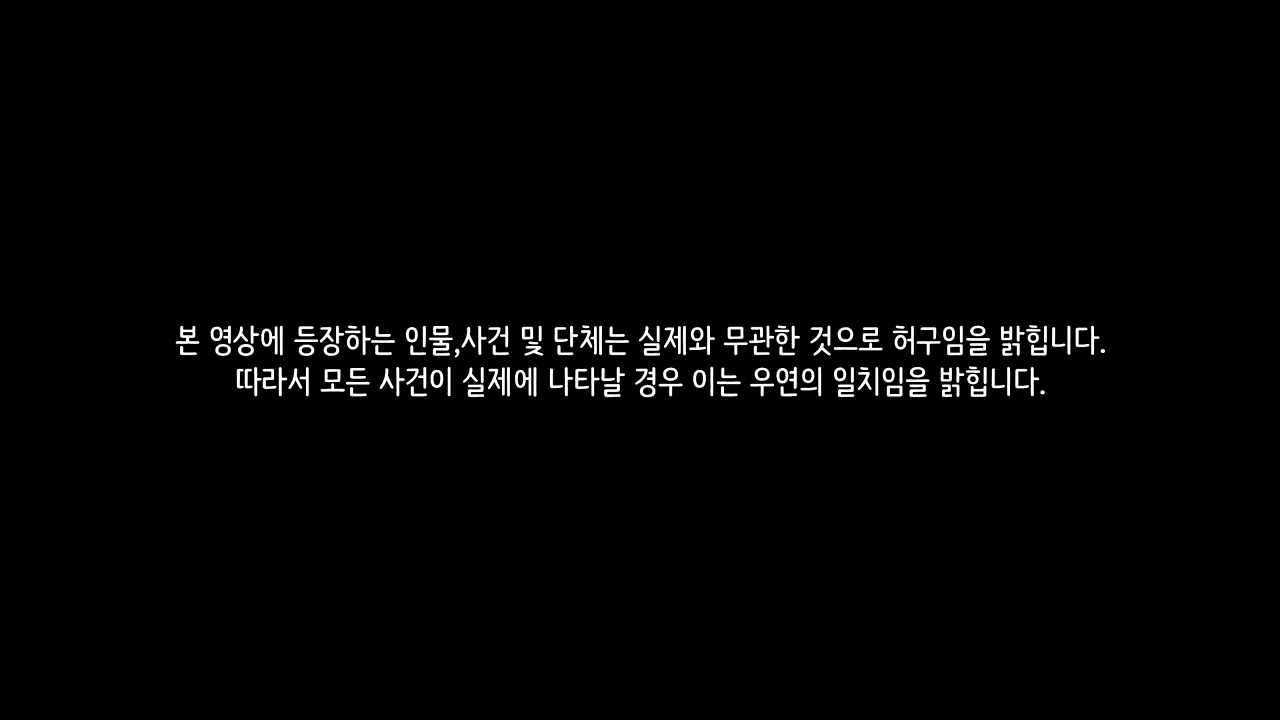 본 영상에 등장하는 인물,사건 및 단체는 실제와 무관한 것으로 허구임을 밝힙니다.
따라서 모든 사건이 실제에 나타날 경우 이는 우연의 일치임을 밝힙니다.